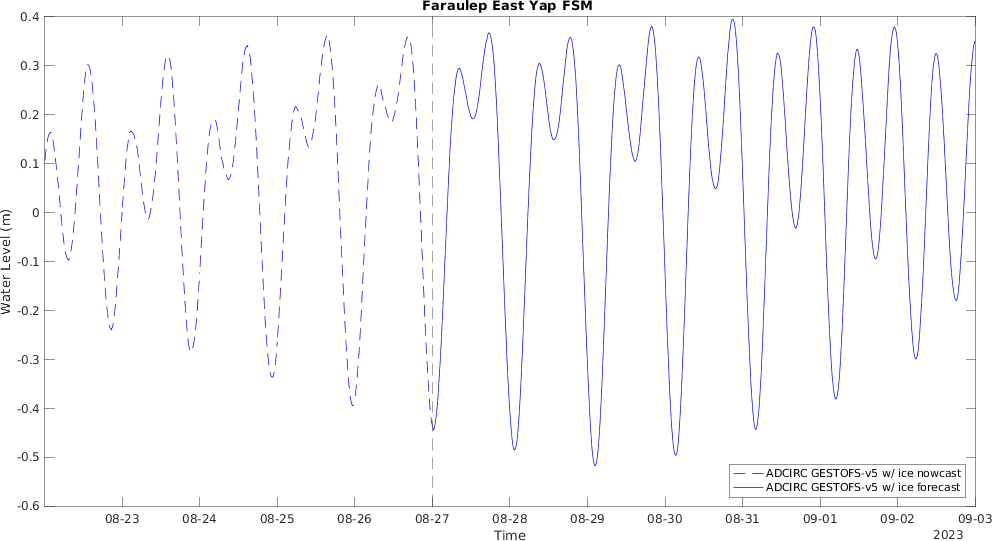 Faraulep East Yap FSM
0.4
0.3
0.2
0.1
0
-0.1
-0.2
-0.3
-0.4
-0.5
-0.6
Water Level (m)
ADCIRC GESTOFS-v5 w/ ice nowcast
ADCIRC GESTOFS-v5 w/ ice forecast
08-23 08-24 08-25 08-26 08-27 08-28 08-29 08-30 08-31 09-01 09-02 09-03
Time
2023